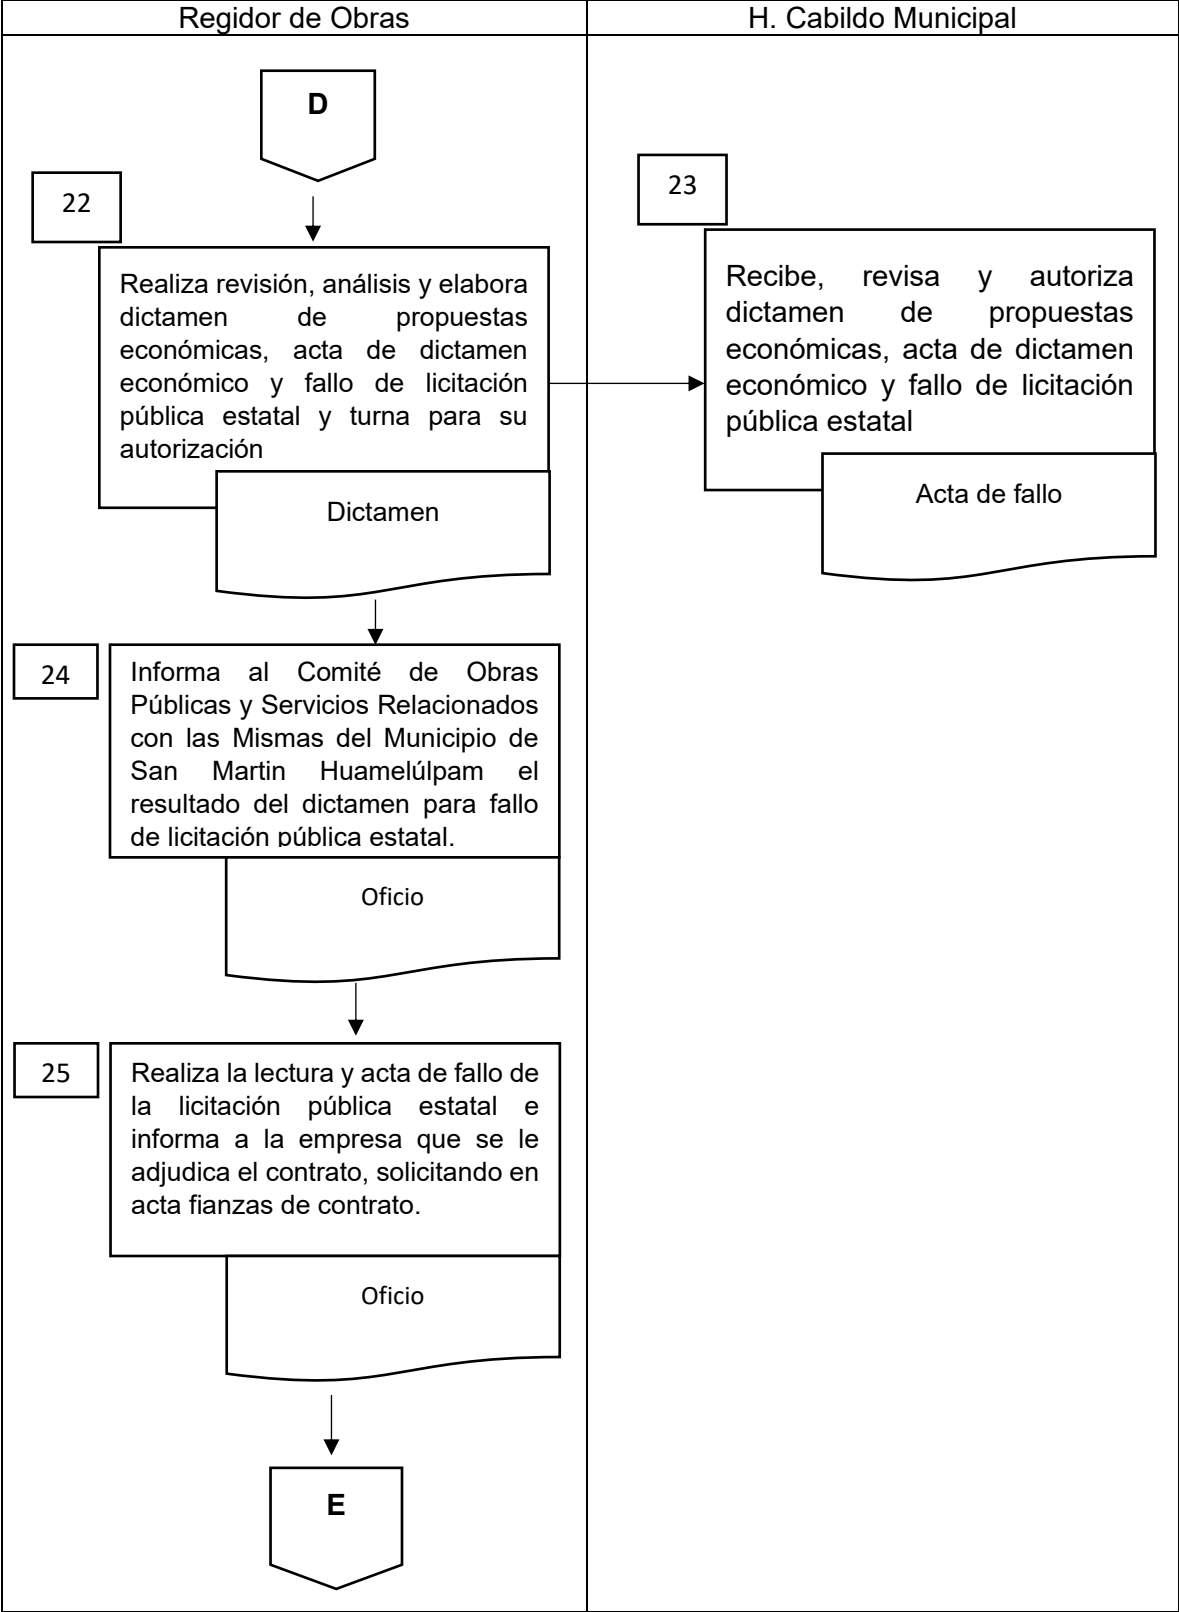 Regidor de Obras
H. Cabildo Municipal
D
22
Realiza revisión, análisis y elabora
dictamen de propuestas
económicas, acta de dictamen
económico y fallo de licitación
pública estatal y turna para su
autorización
Dictamen
23
Recibe, revisa y autoriza
dictamen de propuestas
económicas, acta de dictamen
económico y fallo de licitación
pública estatal
Acta de fallo
24
Informa al Comité de Obras
Públicas y Servicios Relacionados
con las Mismas del Municipio de
San Martin Huamelúlpam el
resultado del dictamen para fallo
de licitación pública estatal.
Oficio
25
Realiza la lectura y acta de fallo de
la licitación pública estatal e
informa a la empresa que se le
adjudica el contrato, solicitando en
acta fianzas de contrato.
Oficio
E